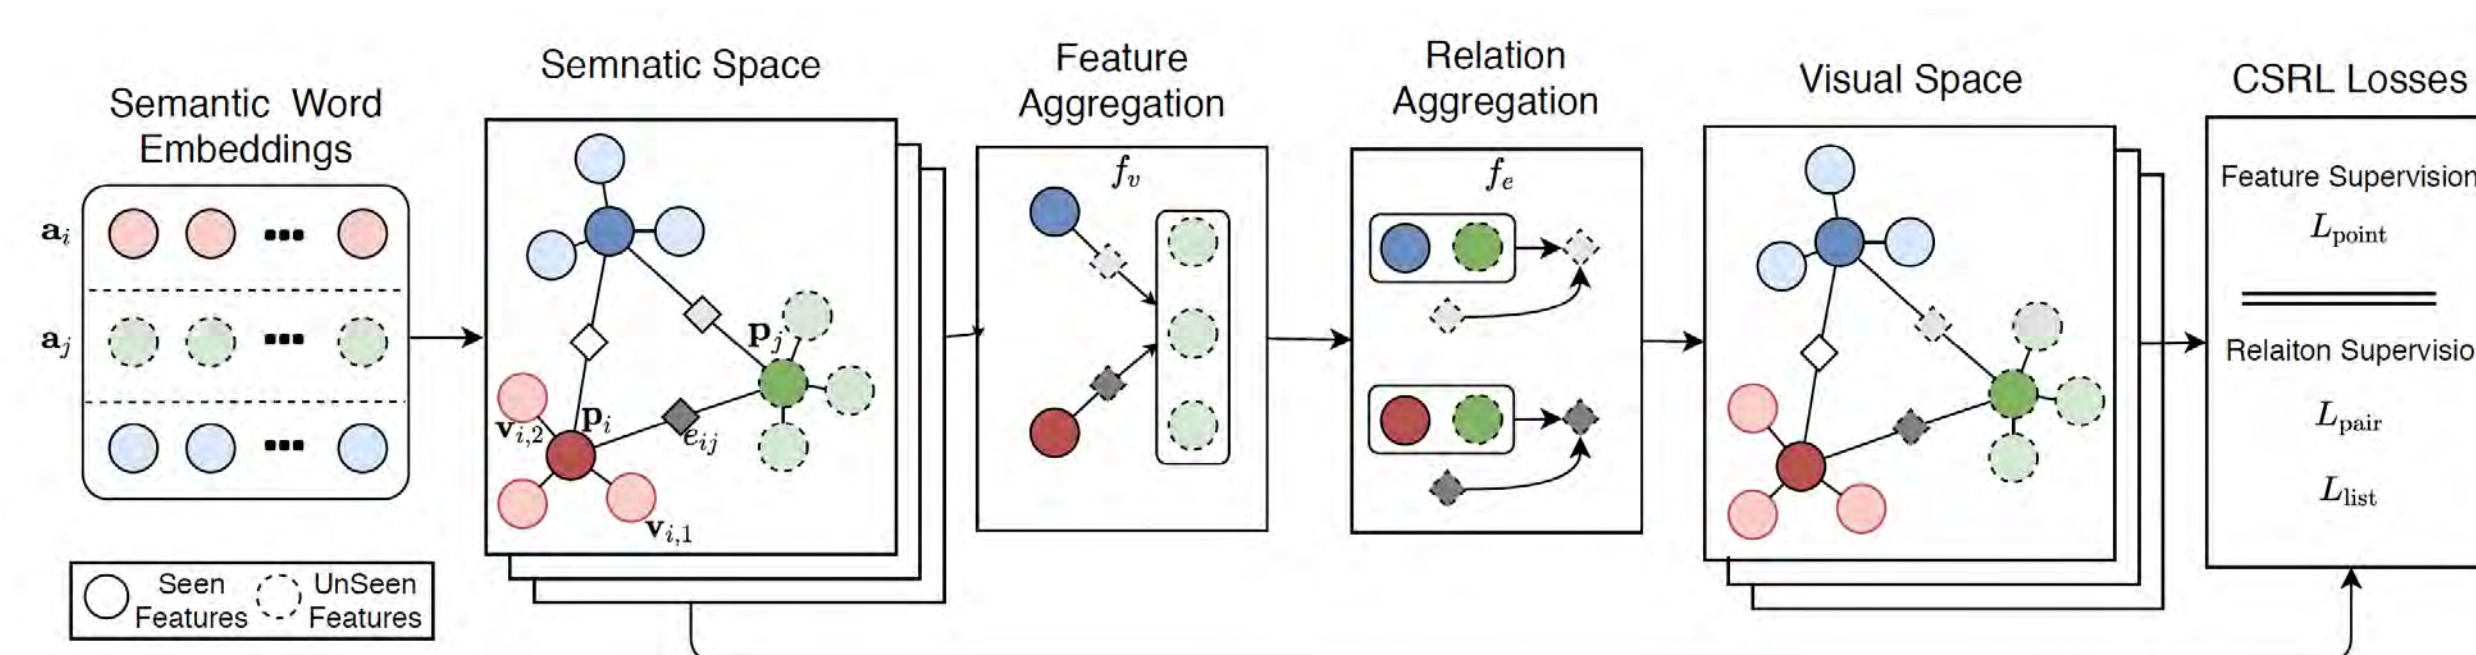 Semantic Word
Embeddings
a_i
a_j
Seen
Features
UnSeen
Features
Semnatic Space
p_j
p_i
v_{i,2}
e_{ij}
v_{i,1}
Feature
Aggregation
f_v
Relation
Aggregation
f_e
Visual Space
CSRL Losses
Feature Supervision
L_point
Relaiton Supervisio
L_pair
L_list